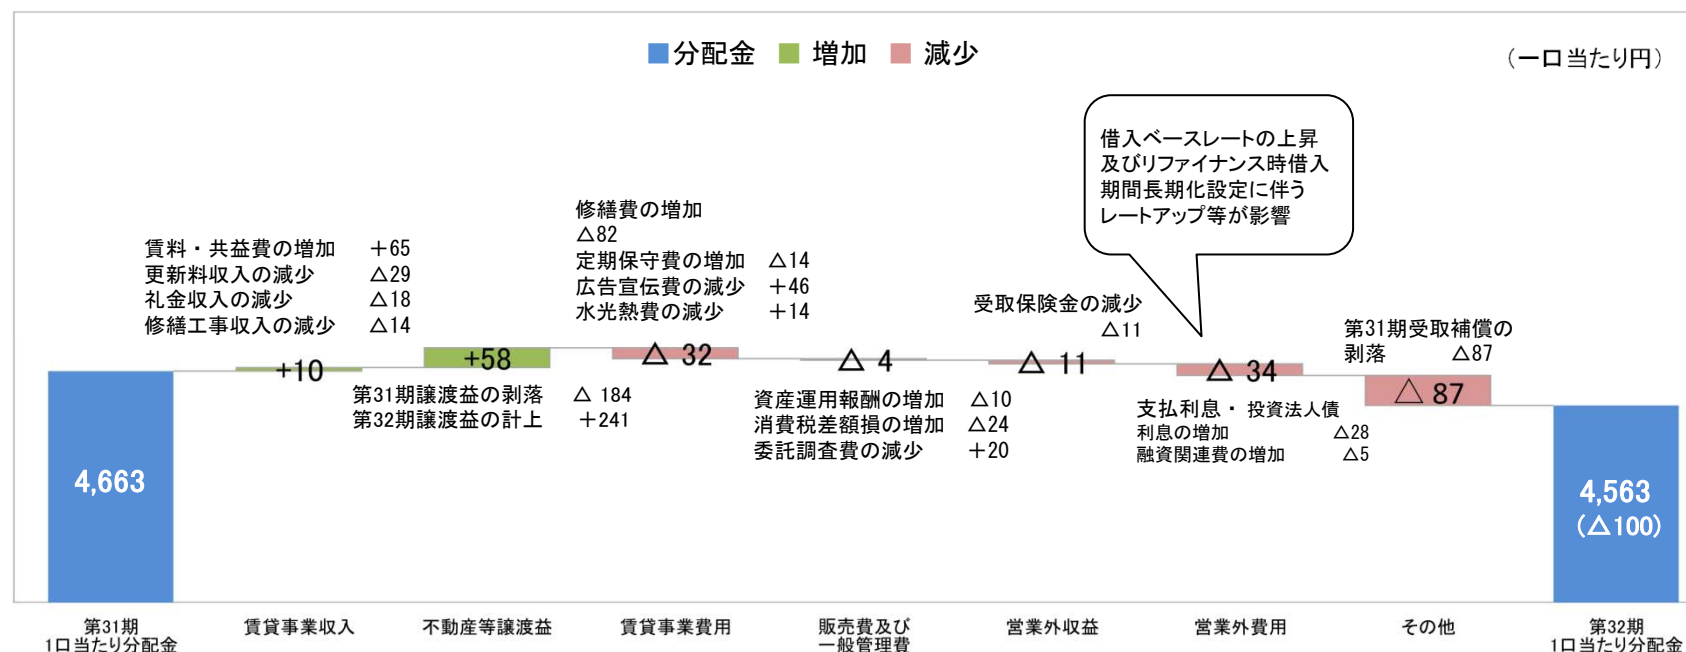 分配金 増加 減少
（一口当たり円）
借入ベースレートの上昇
及びリファイナンス時借入
期間長期化設定に伴う
レートアップ等が影響
賃料・共益費の増加 +65
更新料収入の減少 △29
礼金収入の減少 △18
修繕工事収入の減少 △14
修繕費の増加
△82
定期保守費の増加 △14
広告宣伝費の減少 +46
水光熱費の減少 +14
受取保険金の減少
△11
第31期受取補償の
剥落 △87
+10
+58
△ 32
△ 4
△ 11
△ 34
△ 87
第31期譲渡益の剥落 △ 184
第32期譲渡益の計上 +241
資産運用報酬の増加 △10
消費税差額損の増加 △24
委託調査費の減少 +20
支払利息・投資法人債
利息の増加 △28
融資関連費の増加 △5
4,663
4,563
(△100)
第31期
1口当たり分配金
賃貸事業収入
不動産等譲渡益
賃貸事業費用
販売費及び
一般管理費
営業外収益
営業外費用
その他
第32期
1口当たり分配金